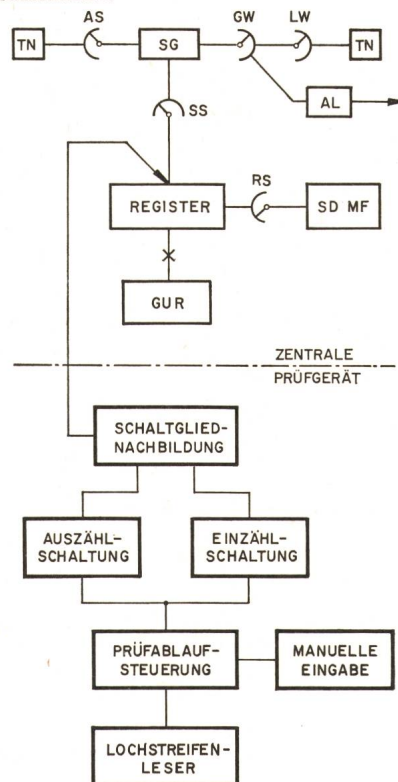 AS
GW
LW
TN
SG
TN
AL
SS
REGISTER
RS
SD MF
GUR
ZENTRALE
PRÜFGERÄT
SCHALTGLIED-
NACHBILDUNG
AUSZÄHL-
SCHALTUNG
EINZÄHL-
SCHALTUNG
PRÜFABLAUF-
STEUERUNG
MANUELLE
EINGABE
LOCHSTREIFEN-
LESER